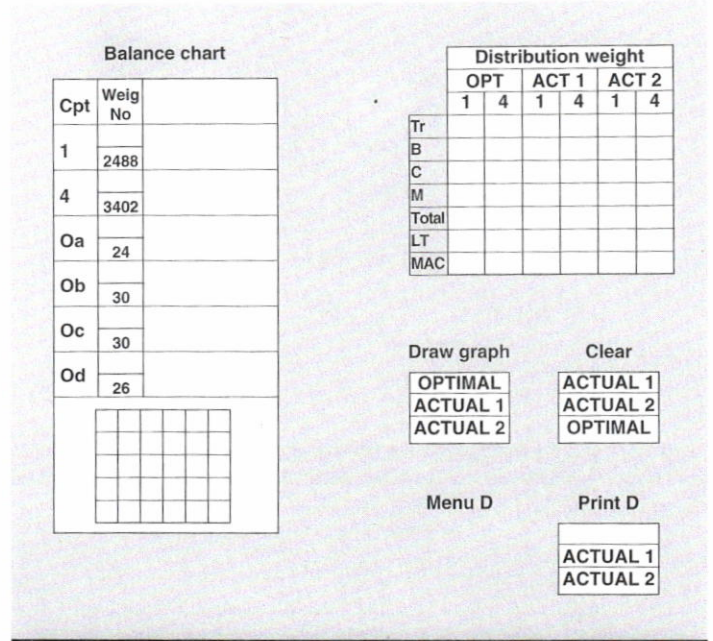 Balance chart
Cpt Weig No
1 2488
4 3402
Oa 24
Ob 30
Oc 30
Od 26
Distribution weight
OPT ACT 1 ACT 2
1 4 1 4 1 4
Tr
B
C
M
Total
LT
MAC
Draw graph
OPTIMAL
ACTUAL 1
ACTUAL 2
Clear
ACTUAL 1
ACTUAL 2
OPTIMAL
Menu D
Print D
ACTUAL 1
ACTUAL 2